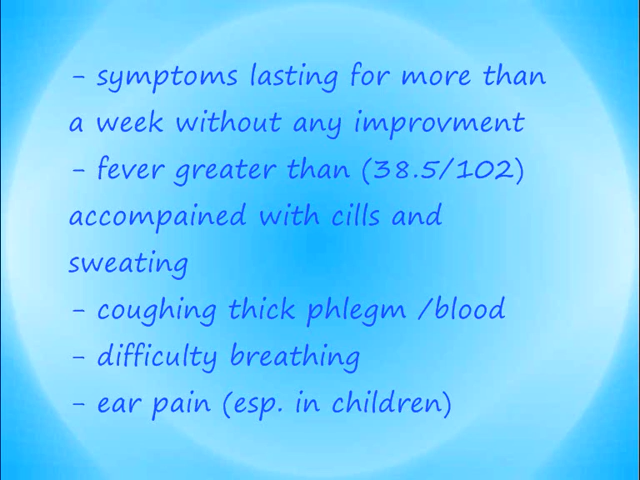 - symptoms lasting for more than
a week without any improvment
- fever greater than (38.5/102)
accompained with cills and
sweating
- coughing thick phlegm /blood
- difficulty breathing
- ear pain (esp. in children)